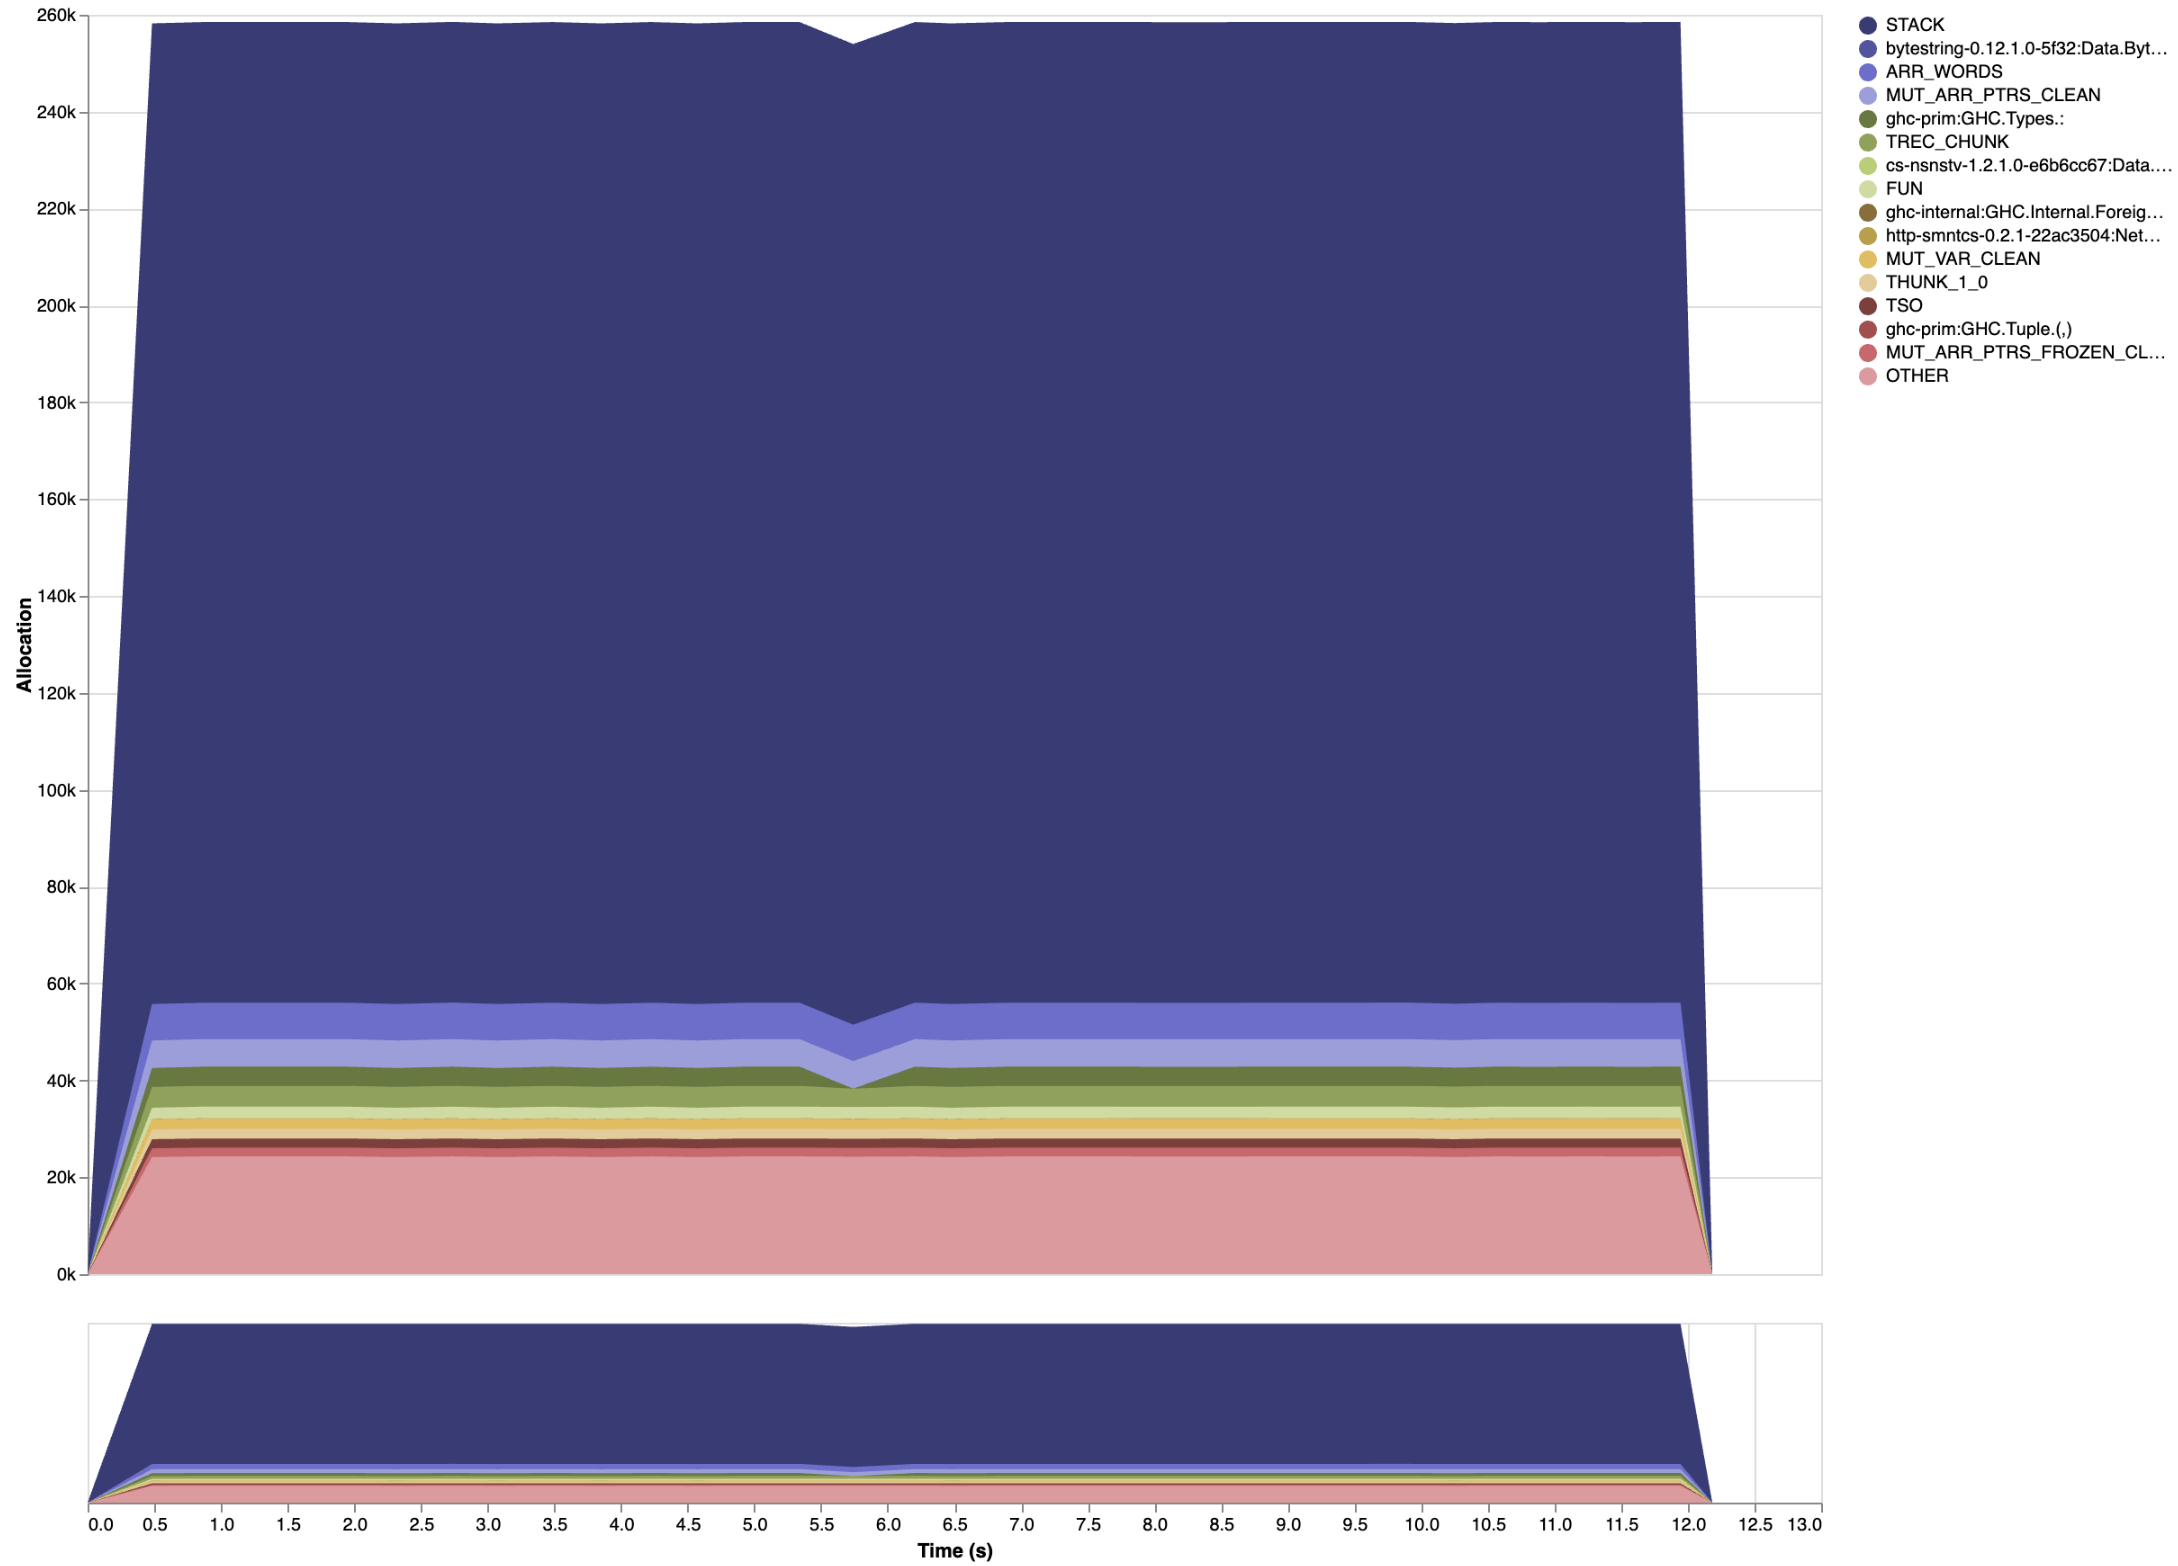 260k
240k
220k
200k
180k
160k
140k
120k
100k
80k
60k
40k
20k
0k
Allocation
STACK
bytestring-0.12.1.0-5f32:Data.Byt…
ARR_WORDS
MUT_ARR_PTRS_CLEAN
ghc-prim:GHC.Types.:
TREC_CHUNK
cs-nsnstv-1.2.1.0-e6b6cc67:Data.…
FUN
ghc-internal:GHC.Internal.Foreig…
http-smntcs-0.2.1-22ac3504:Net…
MUT_VAR_CLEAN
THUNK_1_0
TSO
ghc-prim:GHC.Tuple.(,)
MUT_ARR_PTRS_FROZEN_CL…
OTHER
0.0 0.5 1.0 1.5 2.0 2.5 3.0 3.5 4.0 4.5 5.0 5.5 6.0 6.5 7.0 7.5 8.0 8.5 9.0 9.5 10.0 10.5 11.0 11.5 12.0 12.5 13.0
Time (s)